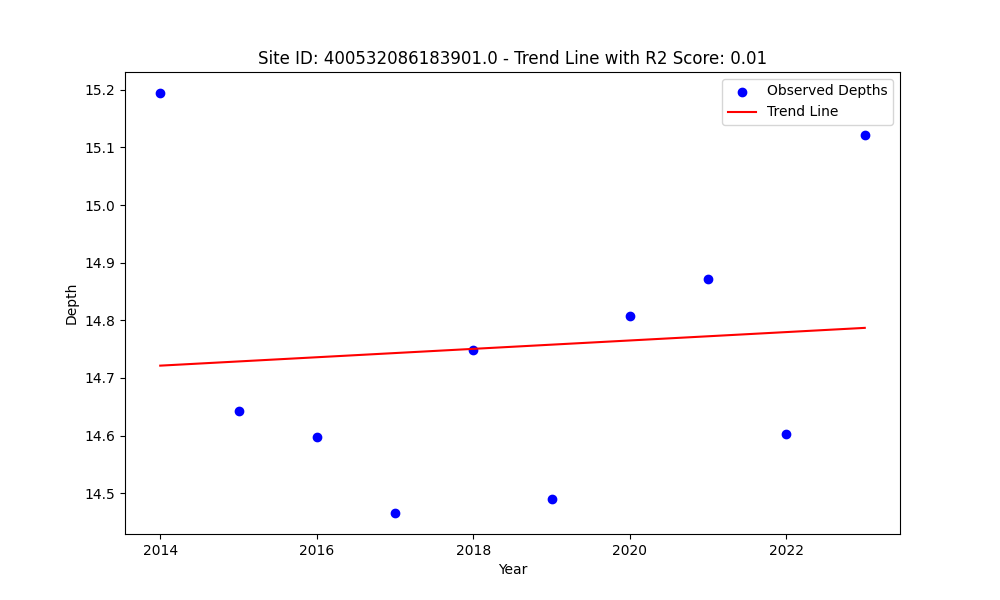 Site ID: 400532086183901.0 - Trend Line with R2 Score: 0.01
Observed Depths
Trend Line
15.2
15.1
15.0
14.9
14.8
14.7
14.6
14.5
Depth
2014
2016
2018
2020
2022
Year